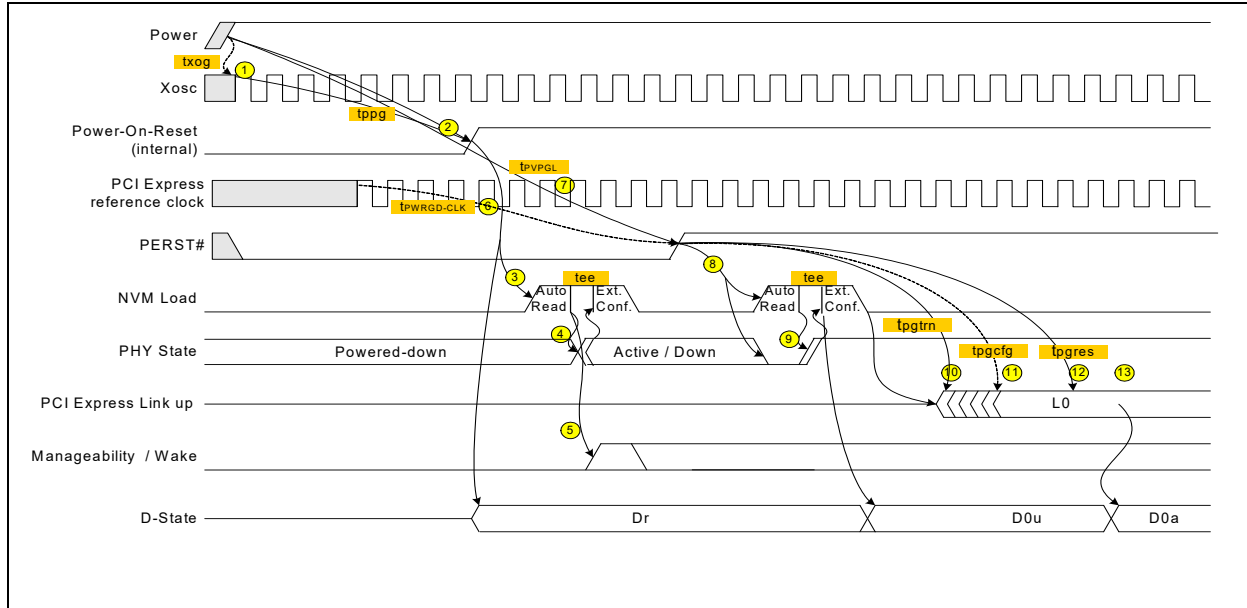 Power
txog
1
Xosc
tppg
2
Power-On-Reset
(internal)
tPVPGL
PCI Express
reference clock
7
tPWRGD-CLK
6
PERST#
8
3
tee
tee
NVM Load
Auto
Read
Ext.
Conf.
Auto
Read
Ext.
Conf.
tpgtrn
4
9
PHY State
Powered-down
Active / Down
tpgcfg
tpgres
10
11
12
13
PCI Express Link up
L0
5
Manageability / Wake
D-State
Dr
D0u
D0a